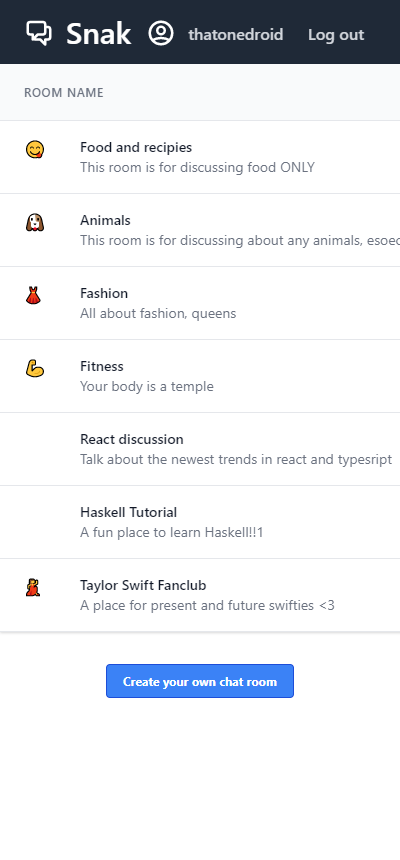 Snak thatonedroid Log out
ROOM NAME
Food and recipies
This room is for discussing food ONLY
Animals
This room is for discussing about any animals,
Fashion
All about fashion, queens
Fitness
Your body is a temple
React discussion
Talk about the newest trends in react and typesript
Haskell Tutorial
A fun place to learn Haskell!!1
Taylor Swift Fanclub
A place for present and future swifties <3
Create your own chat room